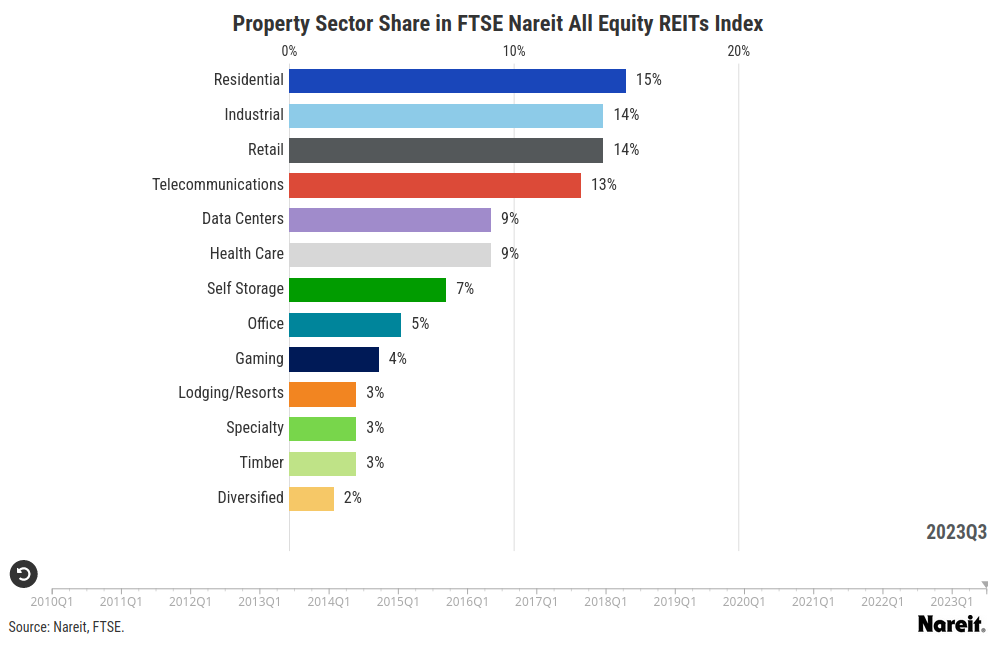 Property Sector Share in FTSE Nareit All Equity REITs Index
0% 10% 20%
Residential 15%
Industrial 14%
Retail 14%
Telecommunications 13%
Data Centers 9%
Health Care 9%
Self Storage 7%
Office 5%
Gaming 4%
Lodging/Resorts 3%
Specialty 3%
Timber 3%
Diversified 2%
2023Q3
2010Q1 2011Q1 2012Q1 2013Q1 2014Q1 2015Q1 2016Q1 2017Q1 2018Q1 2019Q1 2020Q1 2021Q1 2022Q1 2023Q1
Source: Nareit, FTSE.
Nareit.